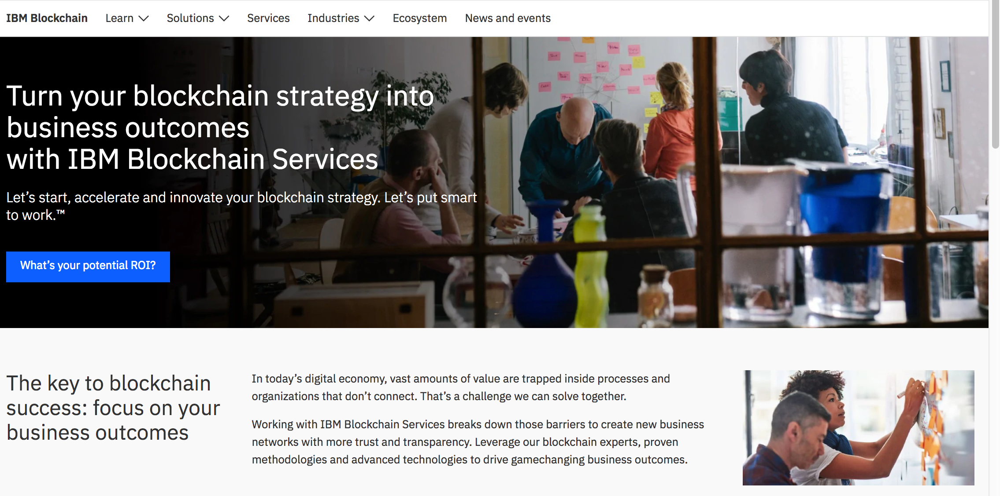 IBM Blockchain Learn Solutions Services Industries Ecosystem News and events
Turn your blockchain strategy into
business outcomes
with IBM Blockchain Services
Let’s start, accelerate and innovate your blockchain strategy. Let’s put smart
to work.™
What’s your potential ROI?
The key to blockchain
success: focus on your
business outcomes
In today’s digital economy, vast amounts of value are trapped inside processes and
organizations that don’t connect. That’s a challenge we can solve together.
Working with IBM Blockchain Services breaks down those barriers to create new business
networks with more trust and transparency. Leverage our blockchain experts, proven
methodologies and advanced technologies to drive gamechanging business outcomes.